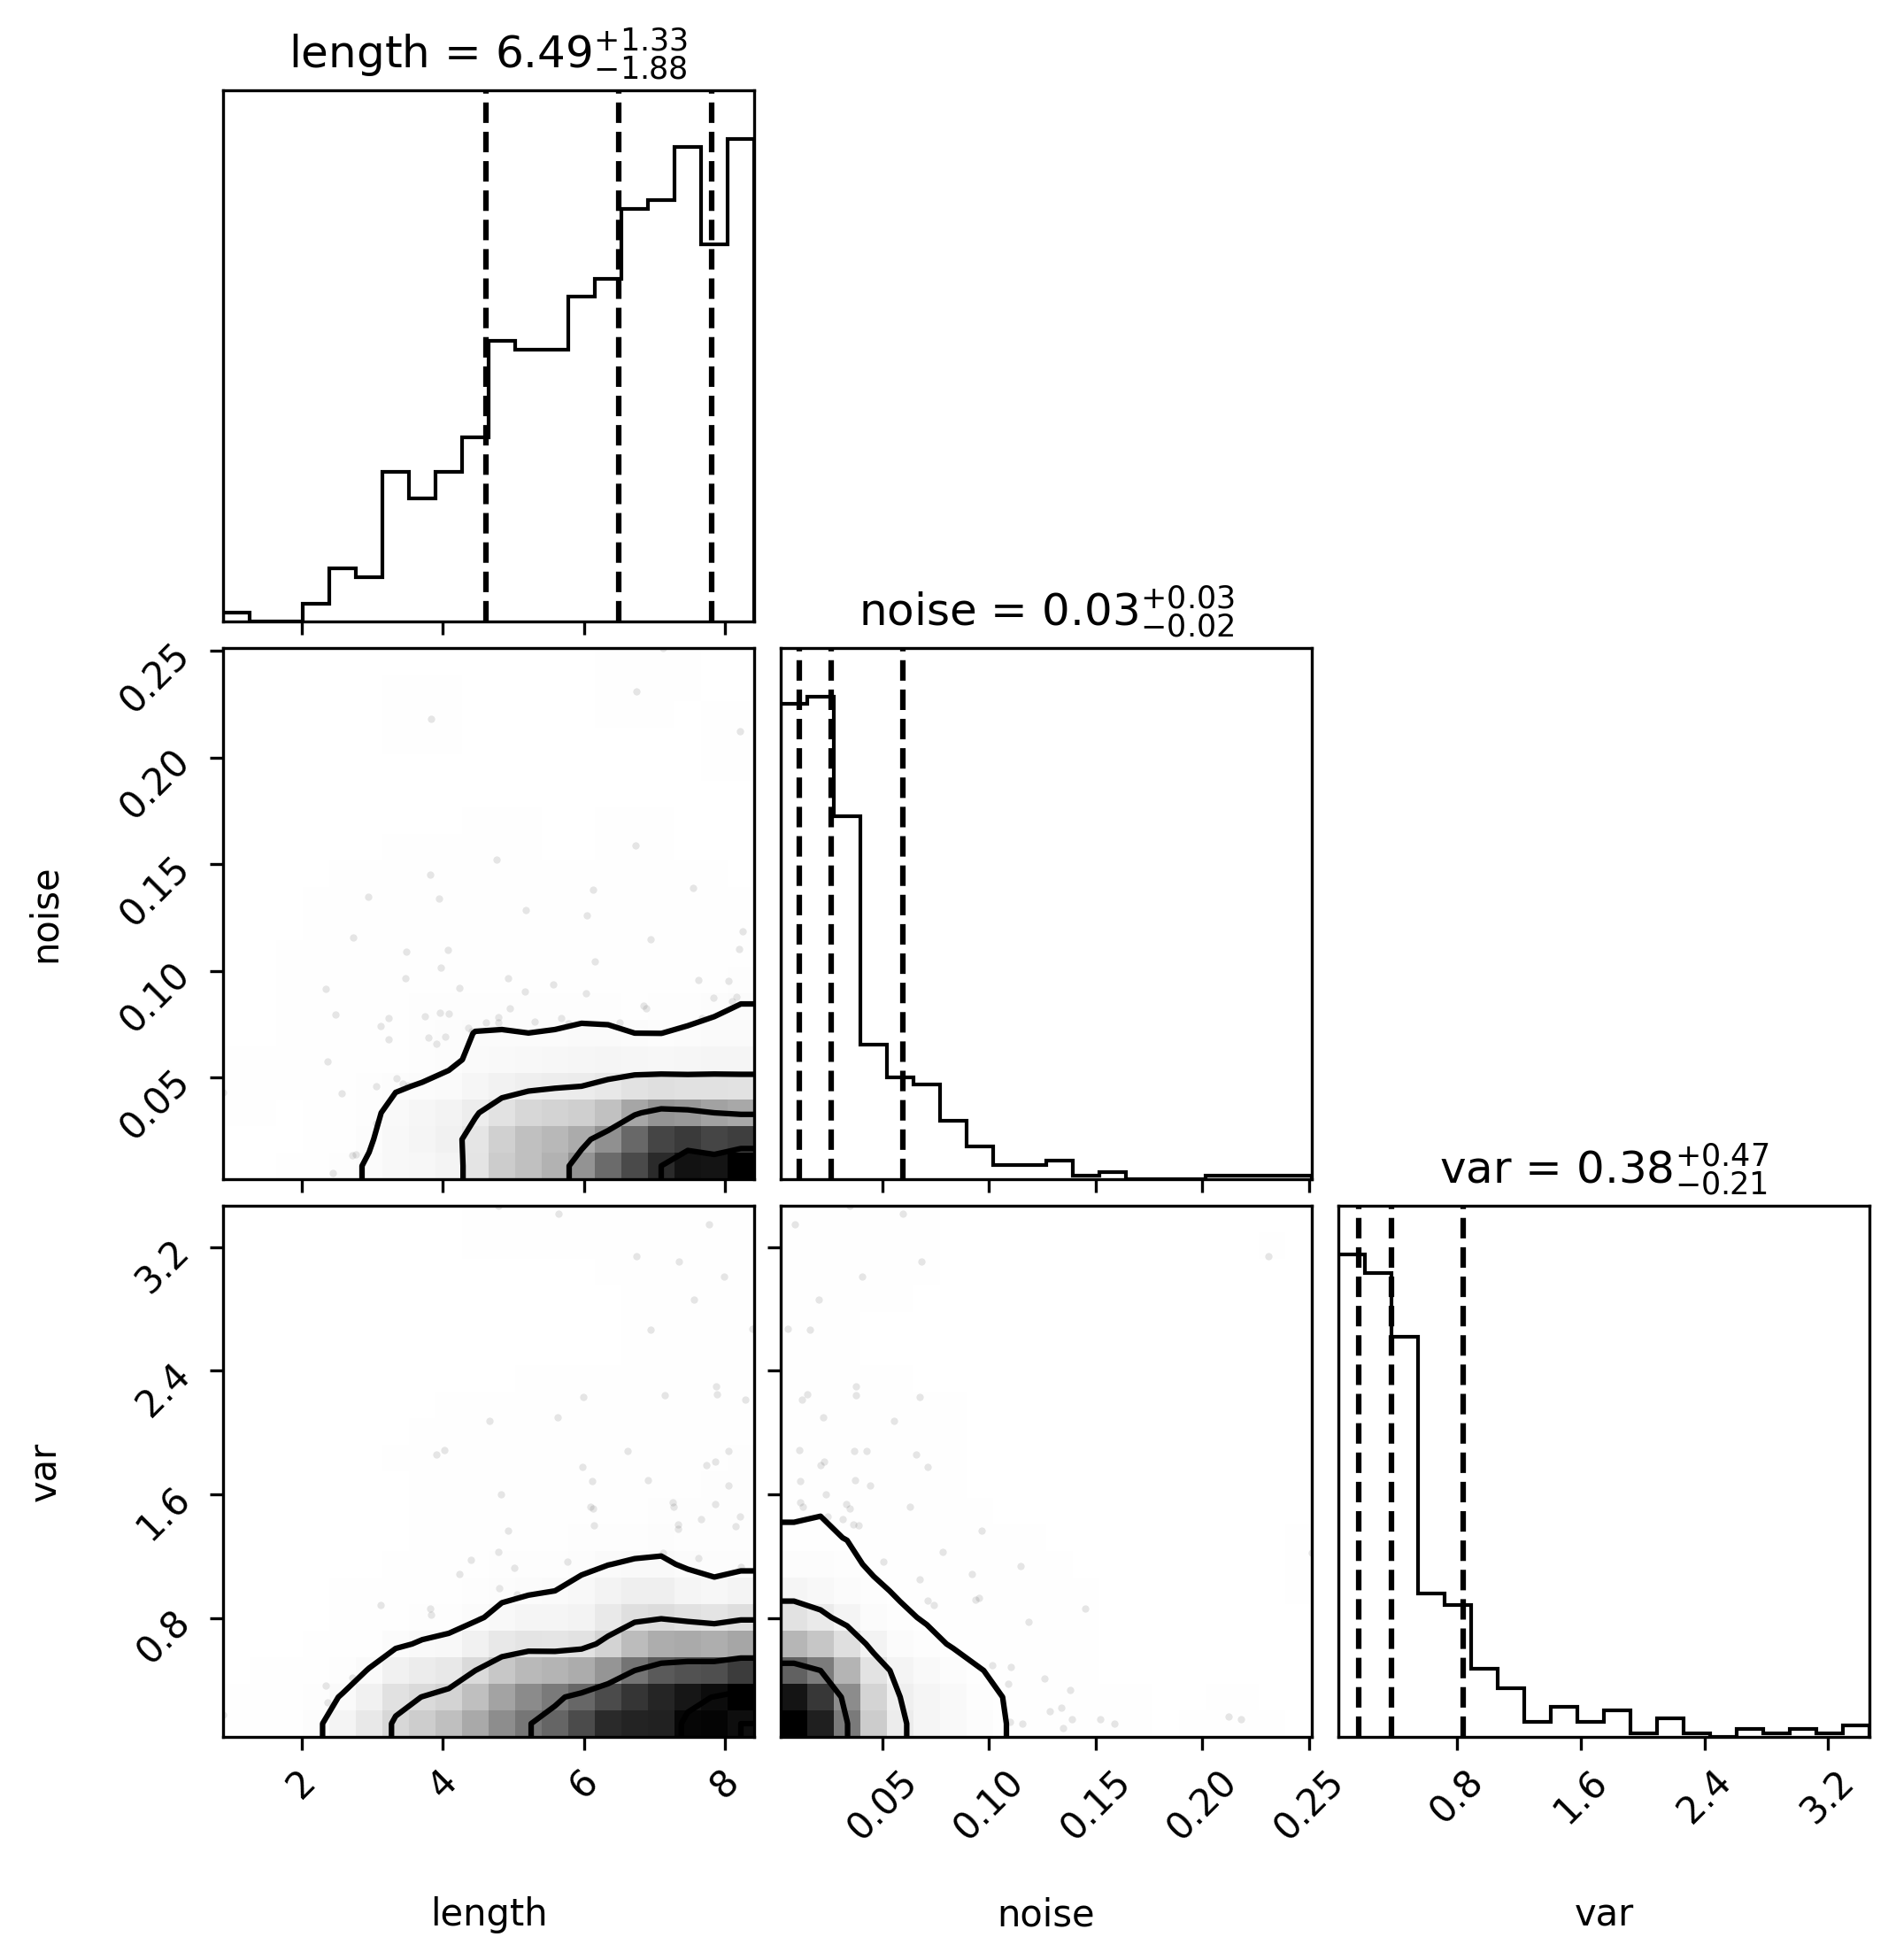 length = 6.49 +1.33 −1.88
noise = 0.03 +0.03 −0.02
0.25
0.20
0.15
0.10
0.05
noise
var = 0.38 +0.47 −0.21
3.2
2.4
1.6
0.8
var
2 4 6 8
0.05 0.10 0.15 0.20 0.25
0.8 1.6 2.4 3.2
length noise var